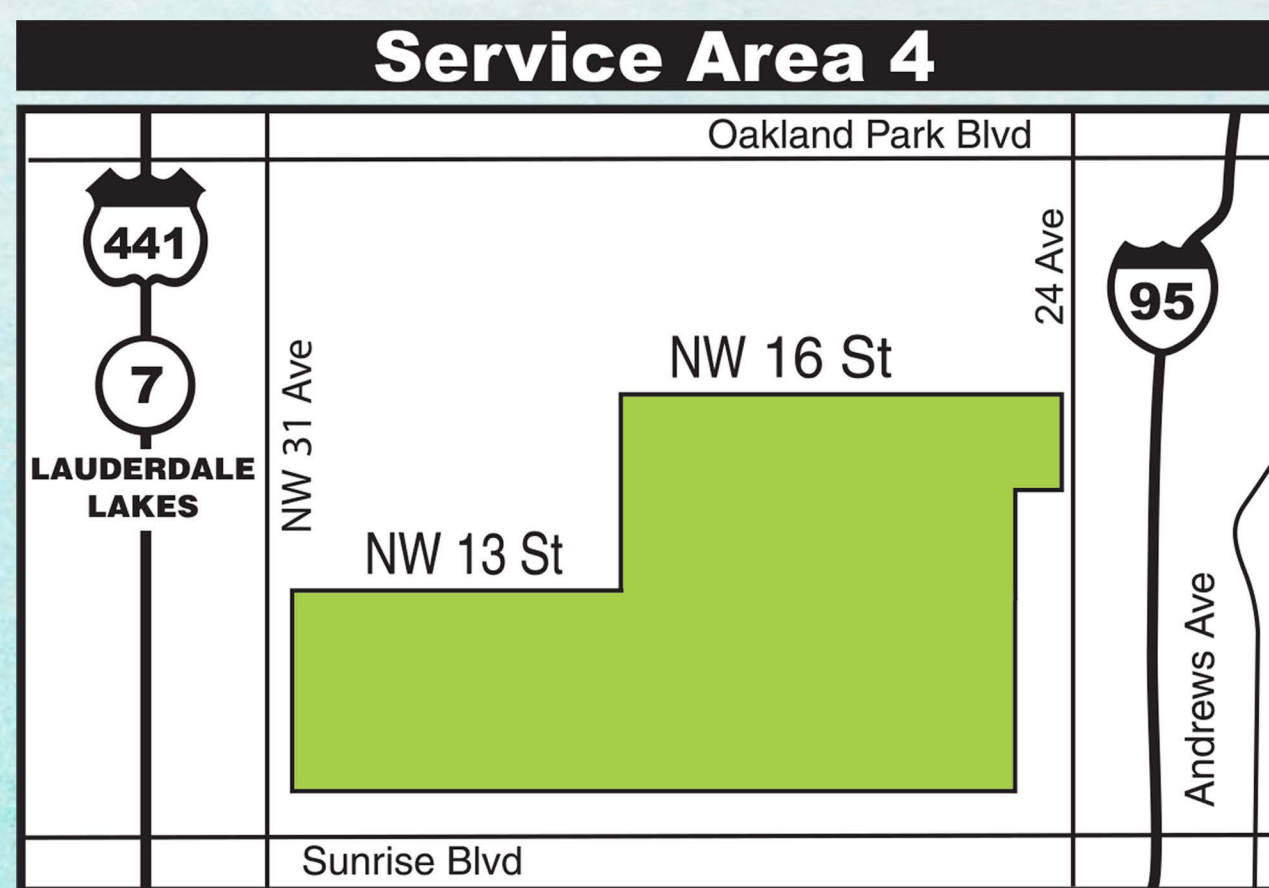 Service Area 4
Oakland Park Blvd
441
24 Ave
95
NW 16 St
NW 31 Ave
7
LAUDERDALE
LAKES
NW 13 St
Andrews Ave
Sunrise Blvd